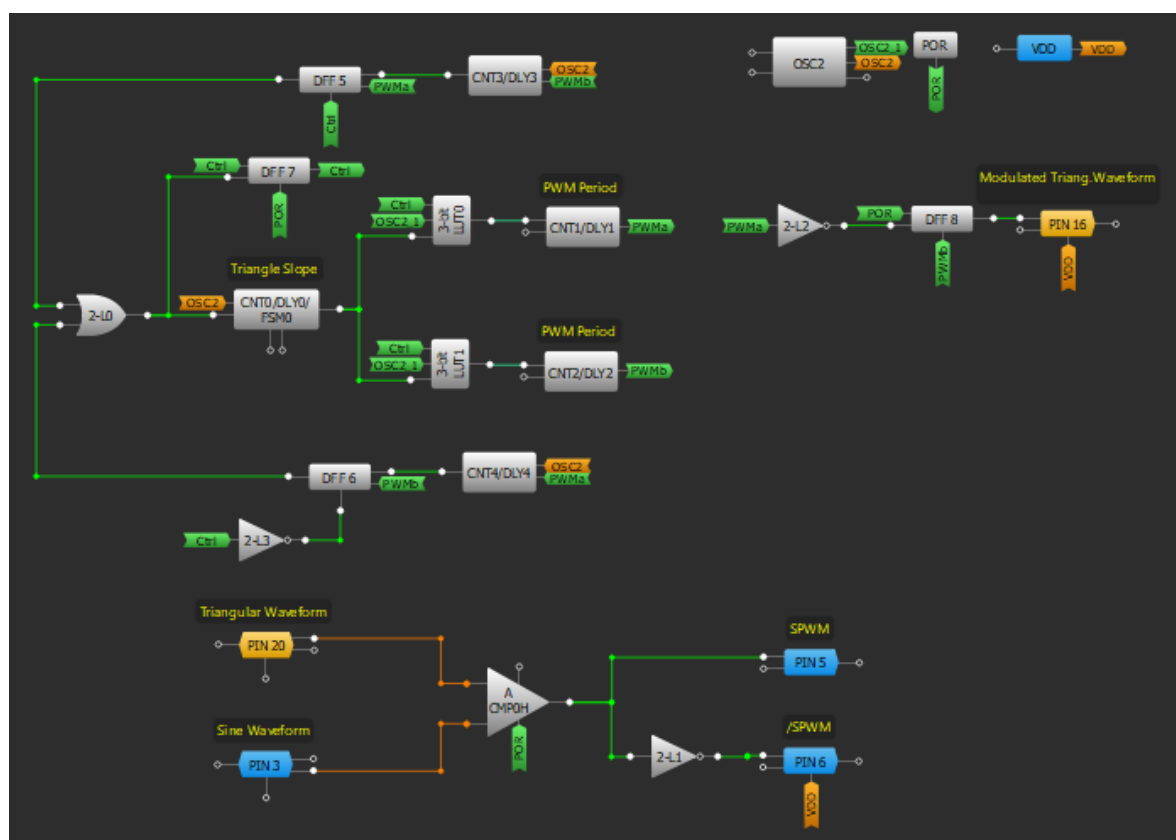 DFF 5
PWMa
Ctrl
CNT3/DLY3
OSC2
PWMb
OSC2
OSC2_1
OSC2
POR
POR
VDD
VDD
Ctrl
DFF 7
Ctrl
POR
PWM Period
Ctrl
OSC2_1
3-bit
LUT0
CNT1/DLY1
PWMa
Modulated Triang.Waveform
PWMa
2-L2
POR
DFF 8
PWMb
PIN 16
VDD
Triangle Slope
2-L0
OSC2
CNT0/DLY0/
FSM0
PWM Period
Ctrl
OSC2_1
3-bit
LUT1
CNT2/DLY2
PWMb
DFF 6
PWMb
CNT4/DLY4
OSC2
PWMa
Ctrl
2-L3
Triangular Waveform
PIN 20
A
CMP0H
POR
SPWM
PIN 5
Sine Waveform
PIN 3
/SPWM
2-L1
PIN 6
VDD